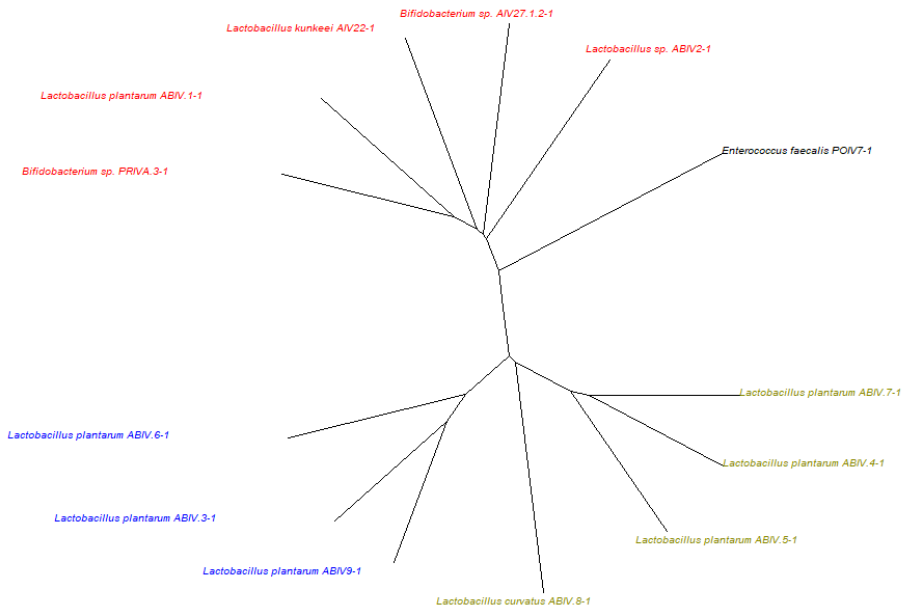 Bifidobacterium sp. AIV27.1.2-1
Lactobacillus kunkeei AIV22-1
Lactobacillus sp. ABIV2-1
Lactobacillus plantarum ABIV.1-1
Enterococcus faecalis POIV7-1
Bifidobacterium sp. PRIVA.3-1
Lactobacillus plantarum ABIV.7-1
Lactobacillus plantarum ABIV.6-1
Lactobacillus plantarum ABIV.4-1
Lactobacillus plantarum ABIV.3-1
Lactobacillus plantarum ABIV.5-1
Lactobacillus plantarum ABIV9-1
Lactobacillus curvatus ABIV.8-1